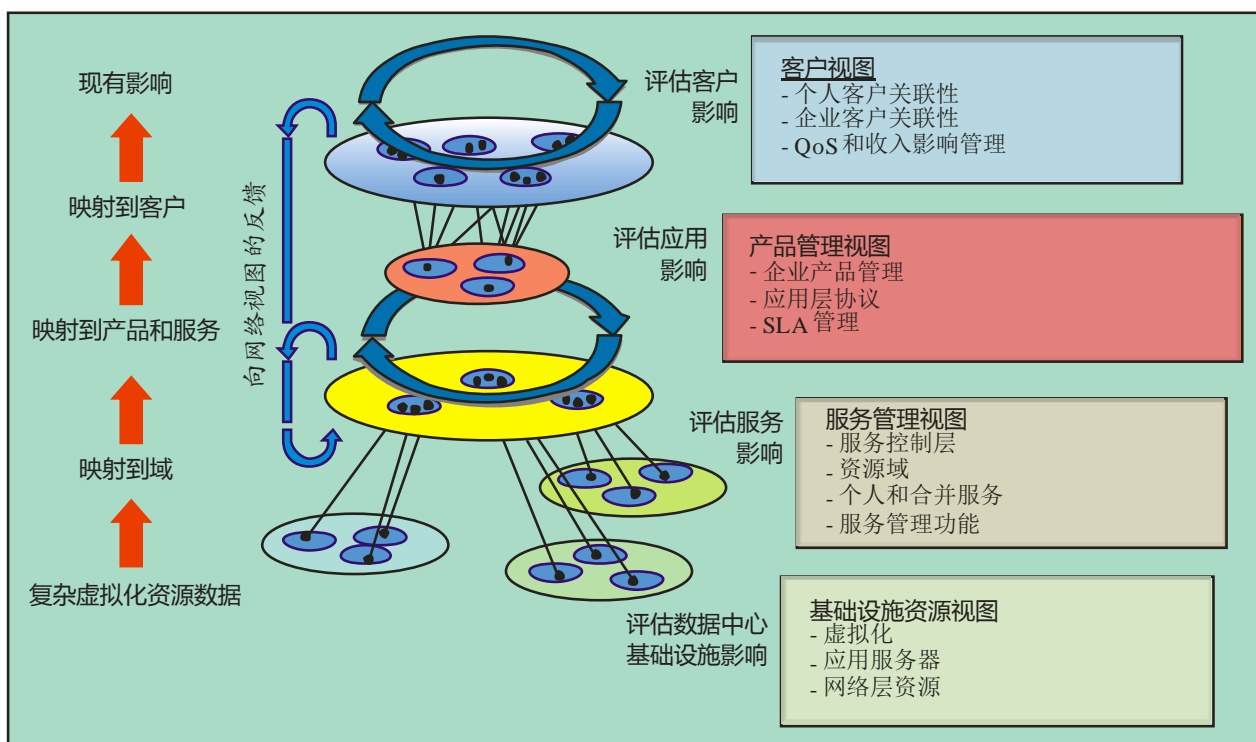 现有影响
映射到客户
映射到产品和服务
映射到域
复杂虚拟化资源数据
向网络视图的反馈
评估客户
影响
客户视图
- 个人客户关联性
- 企业客户关联性
- QoS 和收入影响管理
评估应用
影响
产品管理视图
- 企业产品管理
- 应用层协议
- SLA 管理
评估服务
影响
服务管理视图
- 服务控制层
- 资源域
- 个人和合并服务
- 服务管理功能
评估数据中心
基础设施影响
基础设施资源视图
- 虚拟化
- 应用服务器
- 网络层资源